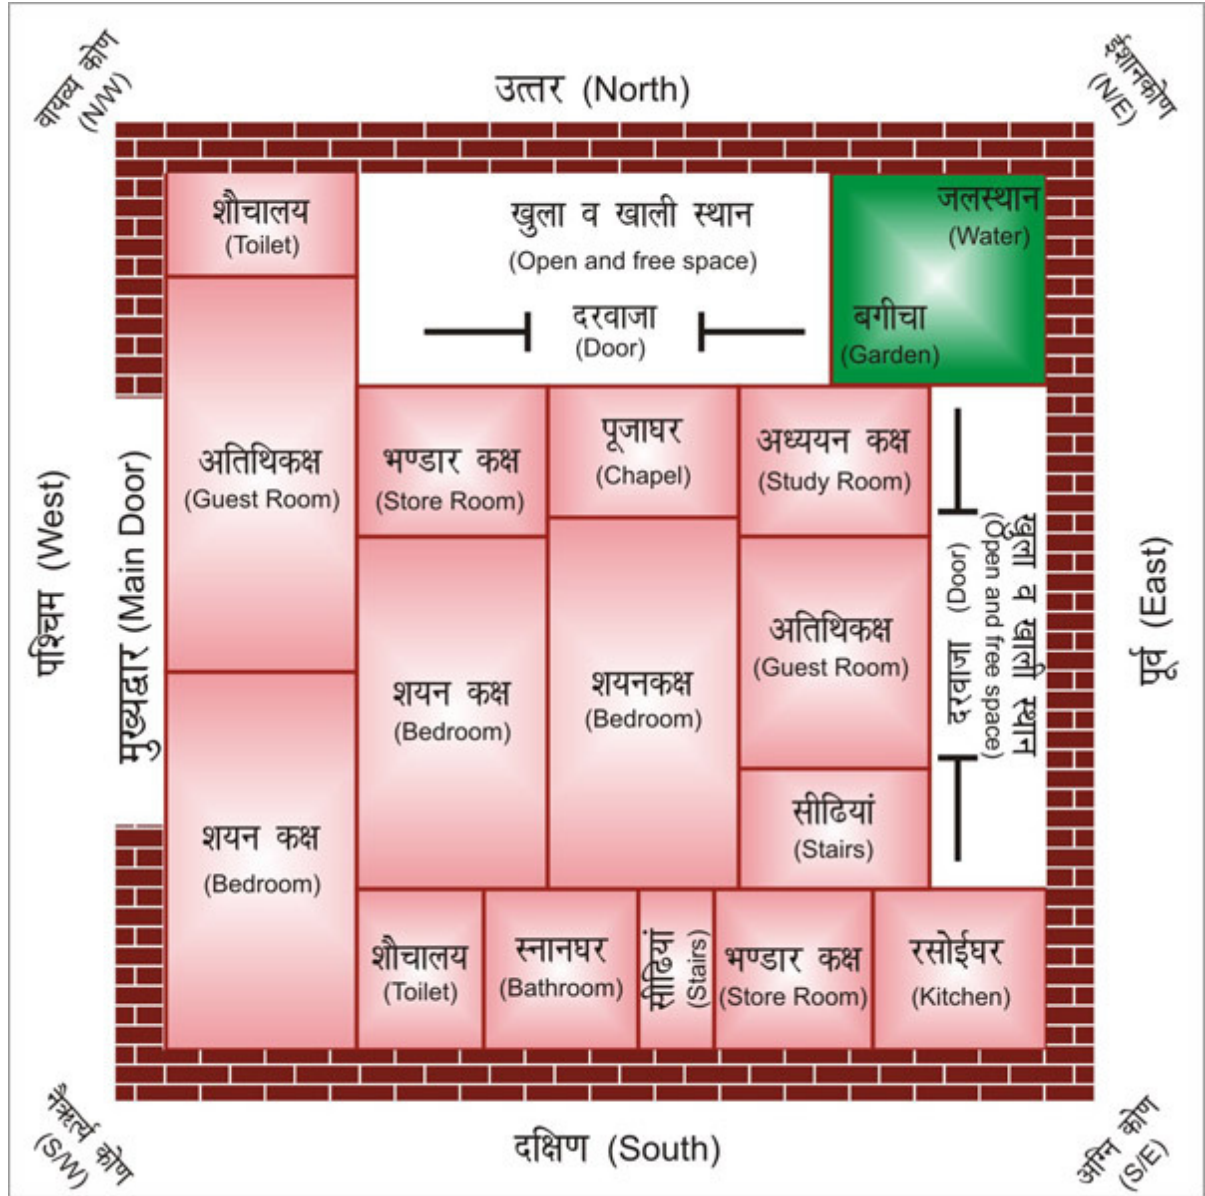 वायव्य कोण
(N/W)
उत्तर (North)
ईशानकोण
(N/E)
शौचालय
(Toilet)
खुला व खाली स्थान
(Open and free space)
दरवाजा
(Door)
जलस्थान
(Water)
बगीचा
(Garden)
पश्चिम (West)
मुख्यद्वार (Main Door)
अतिथिकक्ष
(Guest Room)
भण्डार कक्ष
(Store Room)
पूजाघर
(Chapel)
अध्ययन कक्ष
(Study Room)
शयन कक्ष
(Bedroom)
शयनकक्ष
(Bedroom)
अतिथिकक्ष
(Guest Room)
दरवाजा (Door)
(Open and free space)
खुला व खाली स्थान
पूर्व (East)
सीढियां
(Stairs)
शयन कक्ष
(Bedroom)
शौचालय
(Toilet)
स्नानघर
(Bathroom)
सीढियां
(Stairs)
भण्डार कक्ष
(Store Room)
रसोईघर
(Kitchen)
नैऋर्त्य कोण
(S/W)
दक्षिण (South)
अग्नि कोण
(S/E)